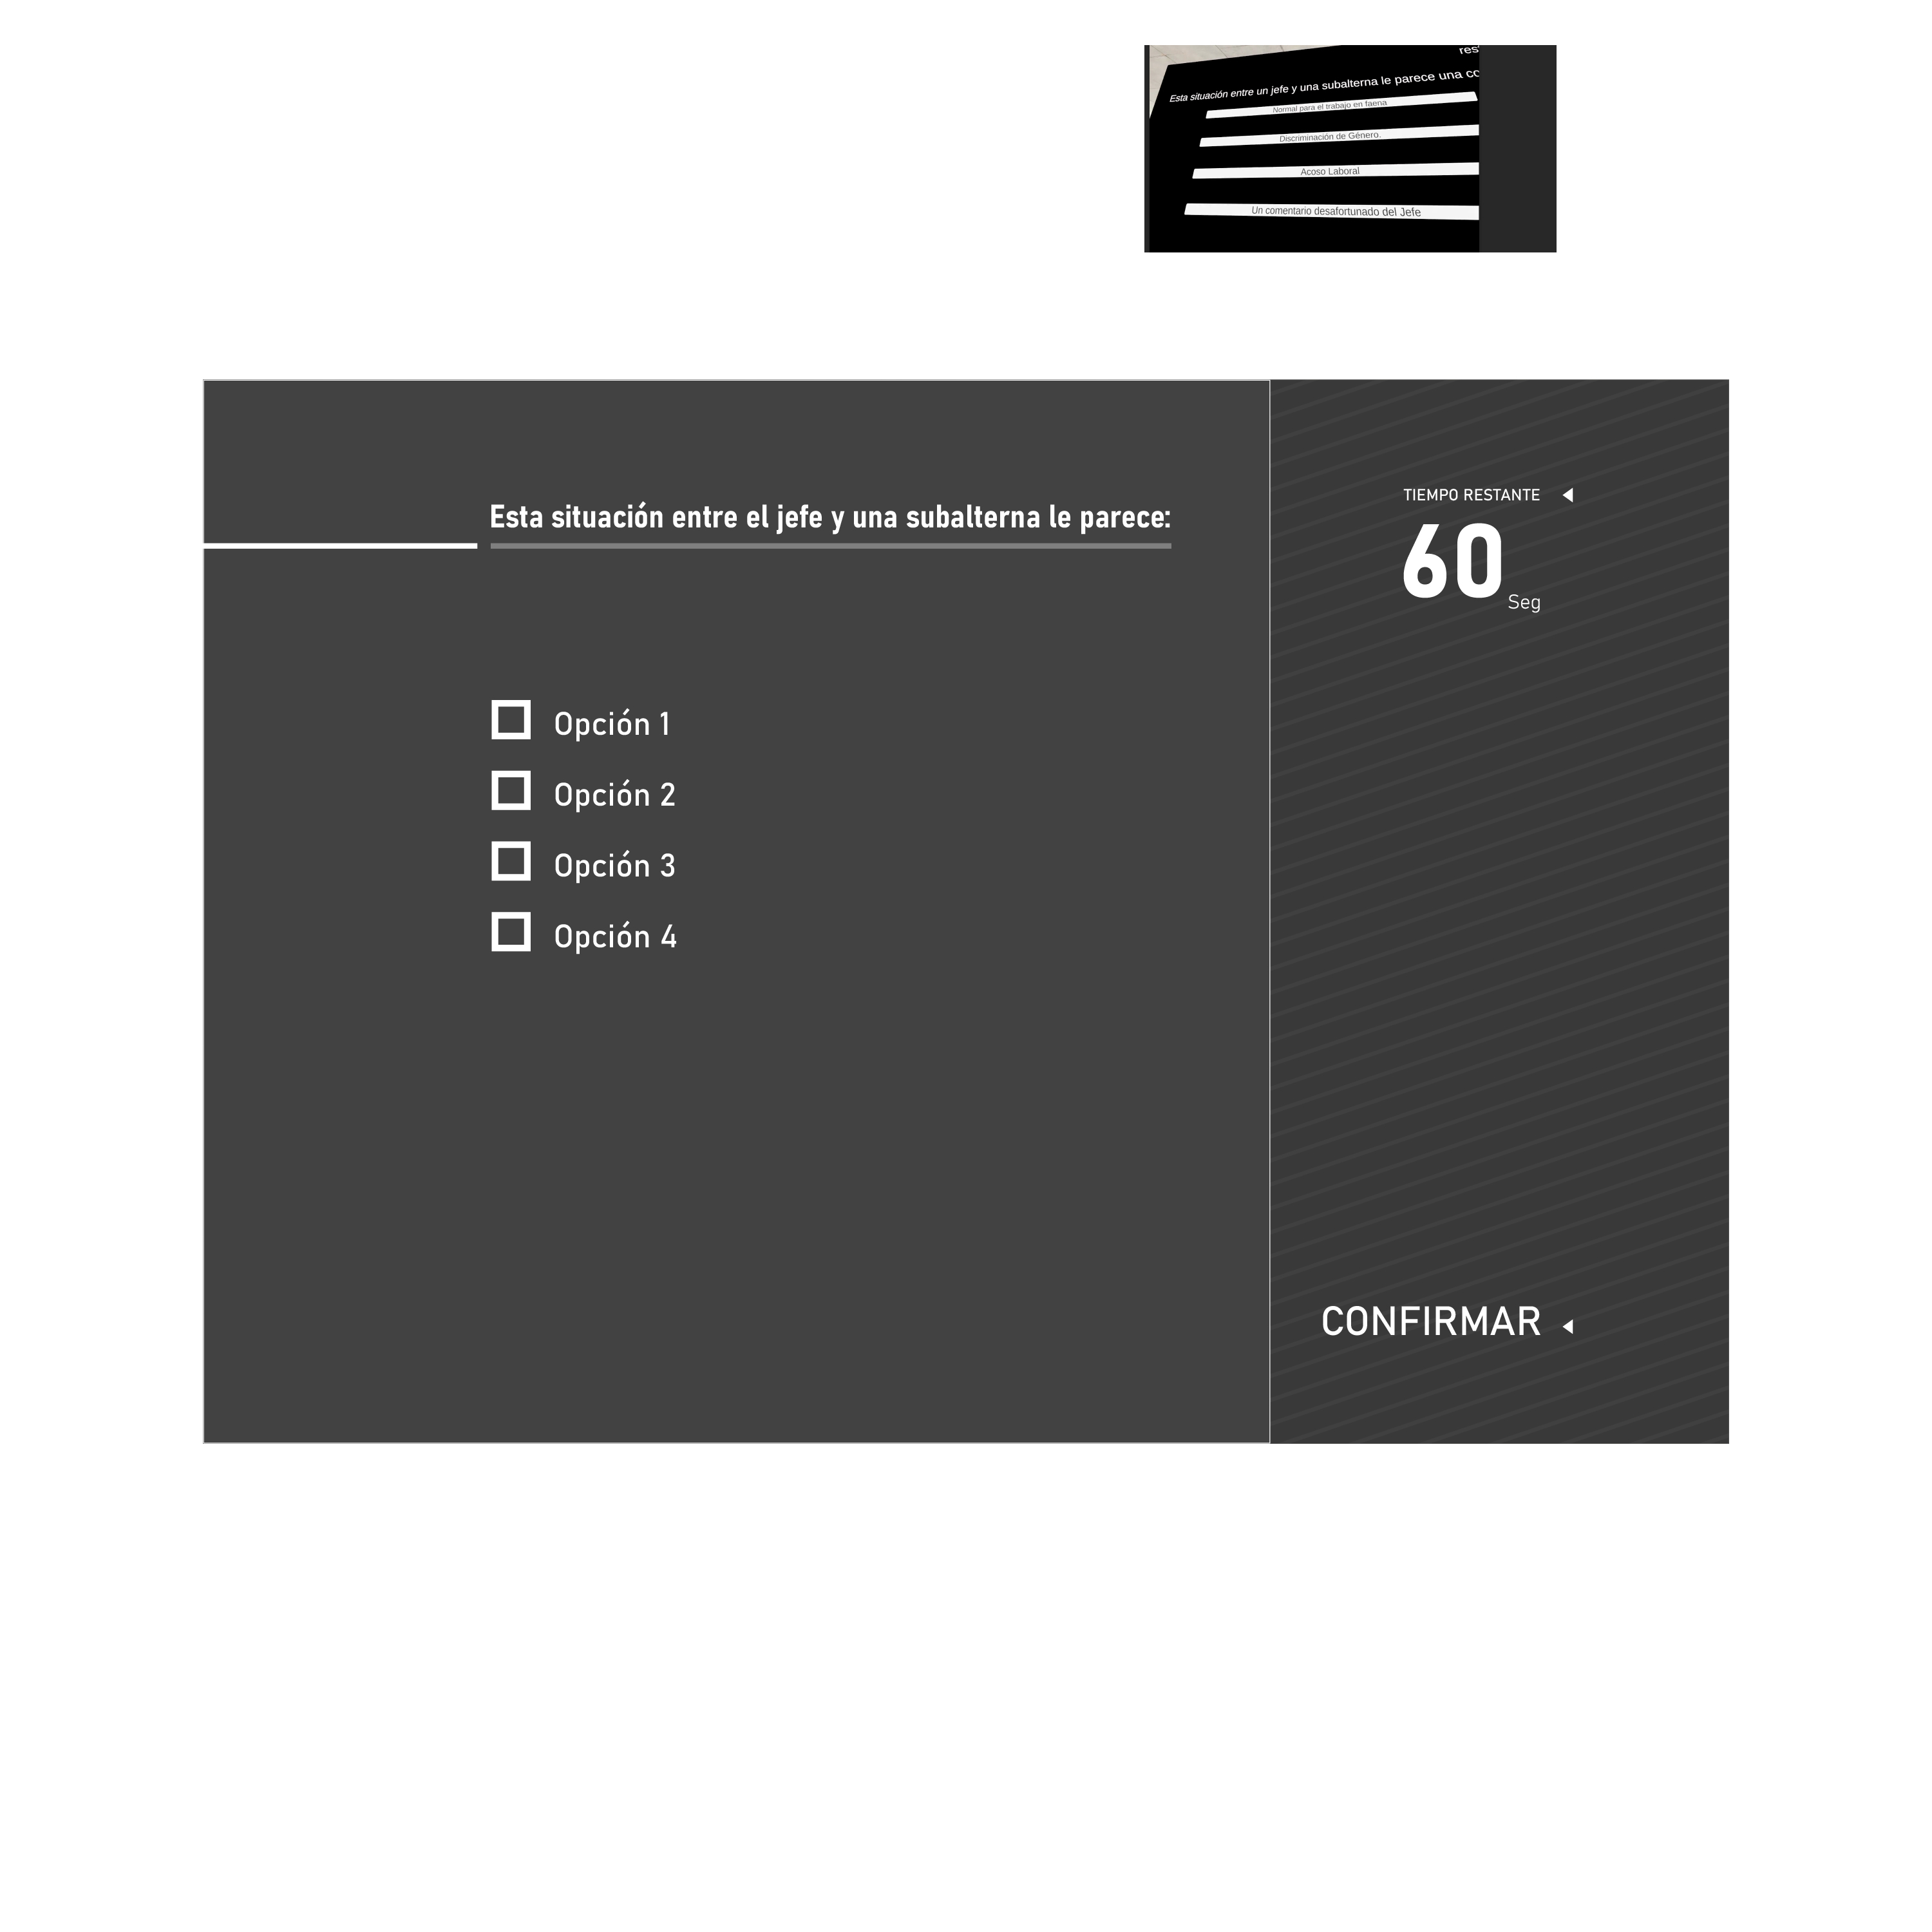 res
Esta situación entre un jefe y una subalterna le parece una co
Normal para el trabajo en faena
Discriminación de Género.
Acoso Laboral
Un comentario desafortunado del Jefe
Esta situación entre el jefe y una subalterna le parece:
TIEMPO RESTANTE
60
Seg
Opción 1
Opción 2
Opción 3
Opción 4
CONFIRMAR